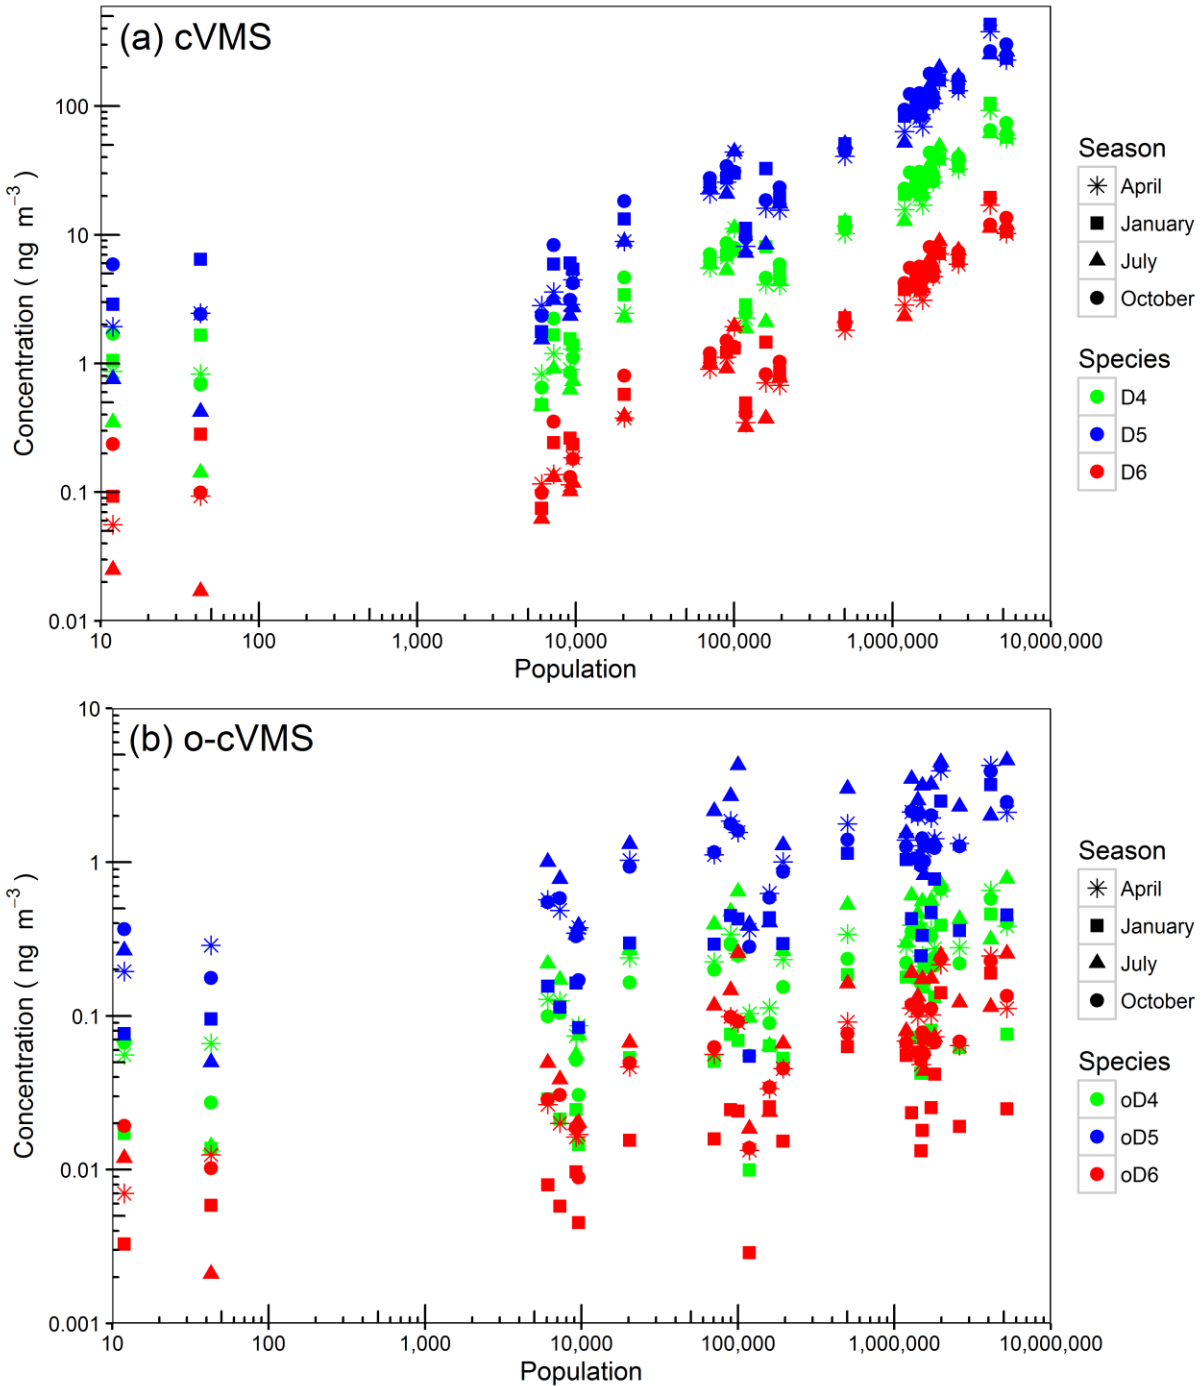 (a) cVMS
Concentration ( ng m⁻³ )
100
10
1
0.1
0.01
10
100
1,000
10,000
100,000
1,000,000
10,000,000
Population
Season
April
January
July
October
Species
D4
D5
D6
(b) o-cVMS
Concentration ( ng m⁻³ )
10
1
0.1
0.01
0.001
10
100
1,000
10,000
100,000
1,000,000
10,000,000
Population
Season
April
January
July
October
Species
oD4
oD5
oD6